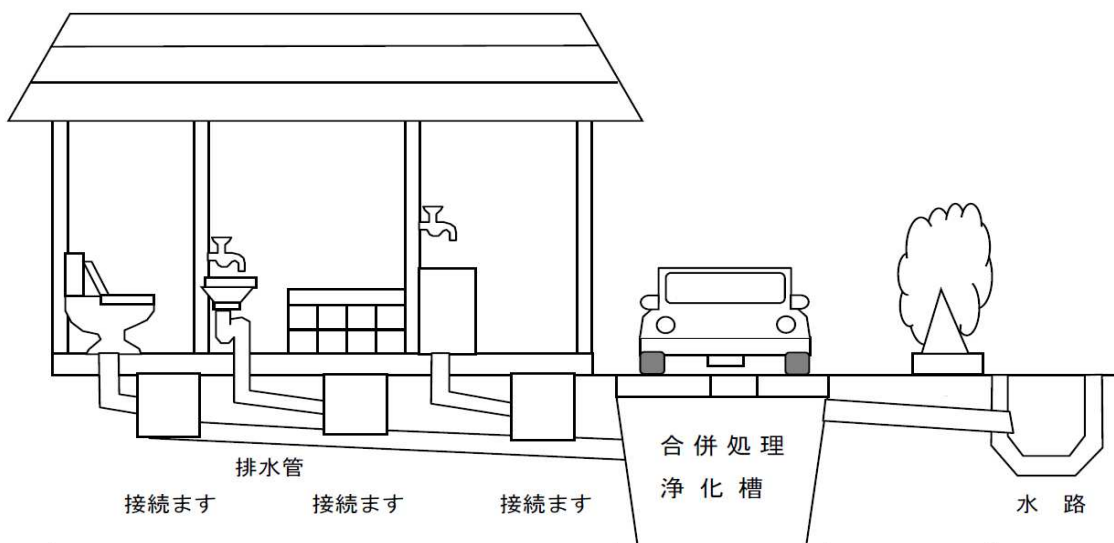 合併処理
浄化槽
排水管
接続ます
接続ます
接続ます
水路